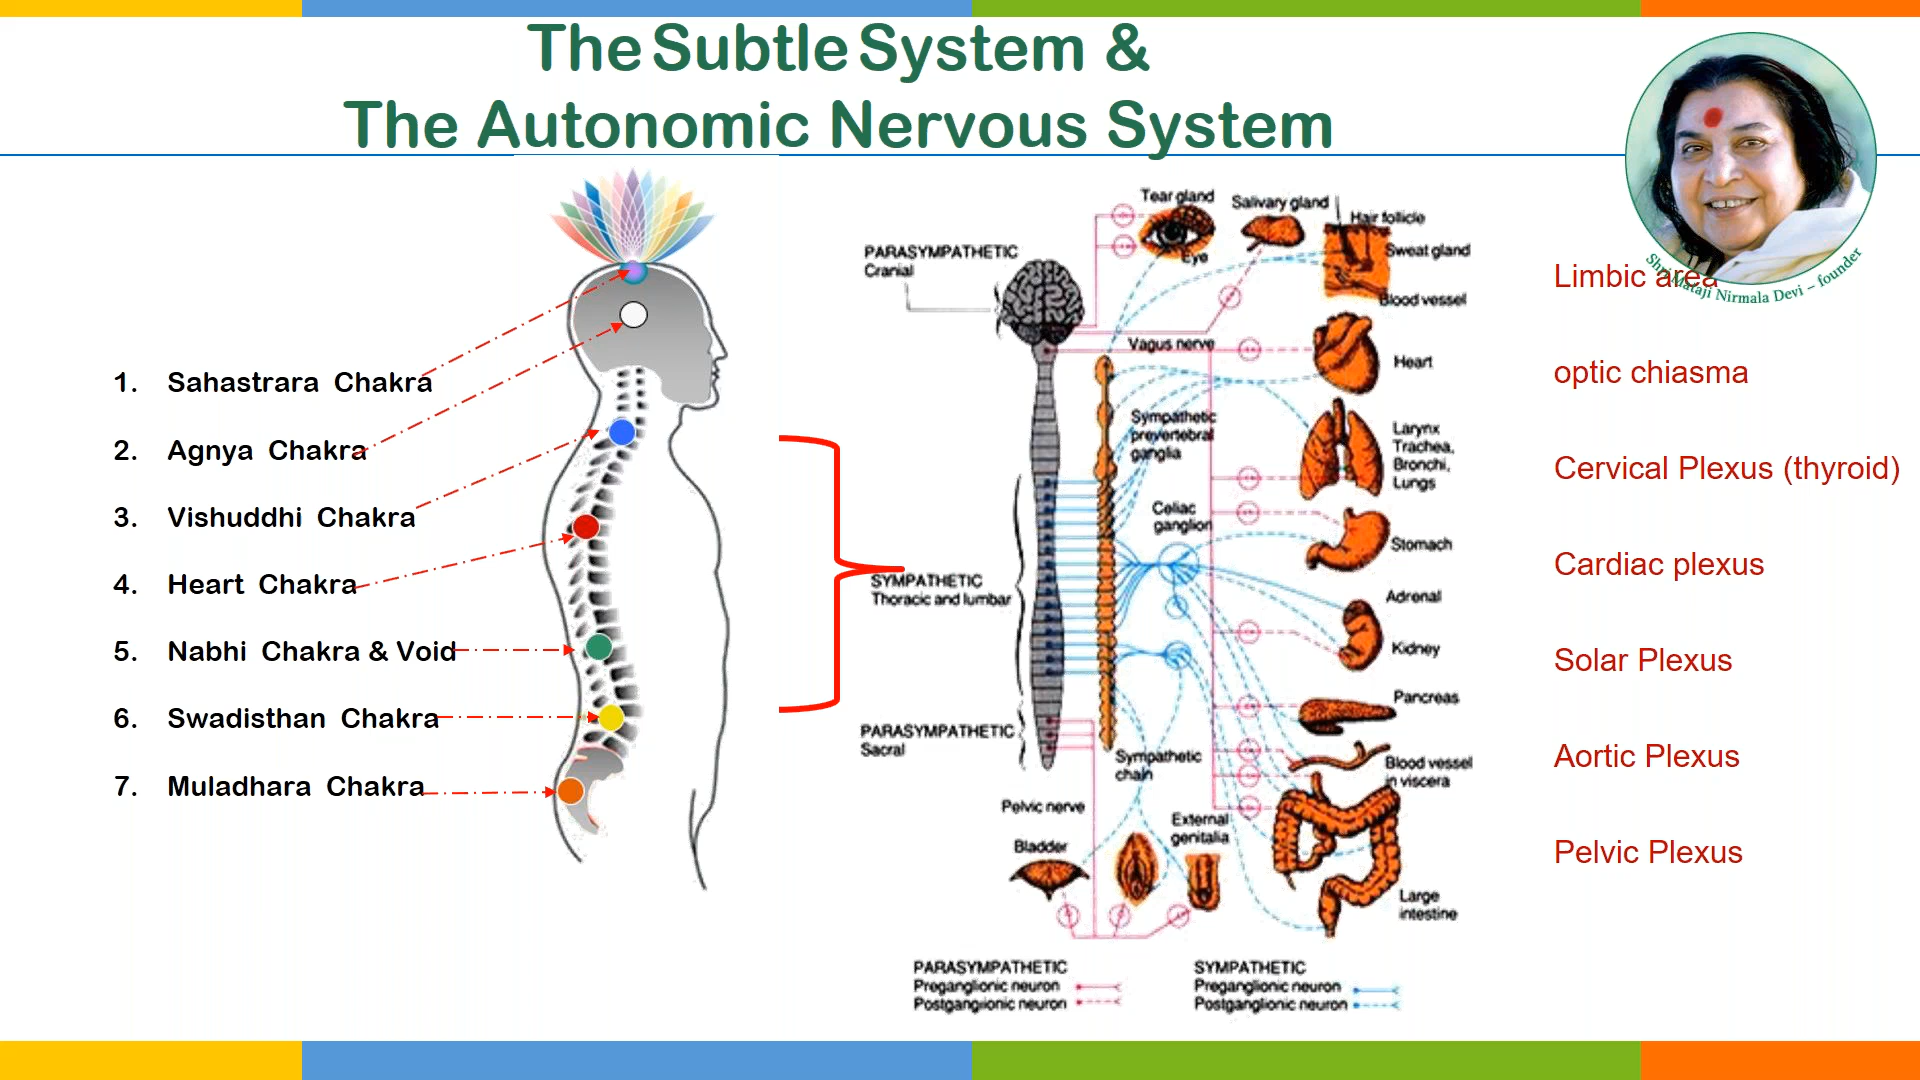 The Subtle System &
The Autonomic Nervous System
1. Sahastrara Chakra
2. Agnya Chakra
3. Vishuddhi Chakra
4. Heart Chakra
5. Nabhi Chakra & Void
6. Swadisthan Chakra
7. Muladhara Chakra
PARASYMPATHETIC
Cranial
SYMPATHETIC
Thoracic and lumbar
PARASYMPATHETIC
Sacral
Tear gland
Eye
Salivary gland
Hair follicle
Sweat gland
Blood vessel
Vagus nerve
Heart
Sympathetic
prevertebral
ganglia
Larynx
Trachea,
Bronchi,
Lungs
Celiac
ganglion
Stomach
Adrenal
Kidney
Pancreas
Sympathetic
chain
Blood vessel
in viscera
Pelvic nerve
External
genitalia
Bladder
Large
intestine
PARASYMPATHETIC
Preganglionic neuron
Postganglionic neuron
SYMPATHETIC
Preganglionic neuron
Postganglionic neuron
Shri Mataji Nirmala Devi – founder
Limbic area
optic chiasma
Cervical Plexus (thyroid)
Cardiac plexus
Solar Plexus
Aortic Plexus
Pelvic Plexus